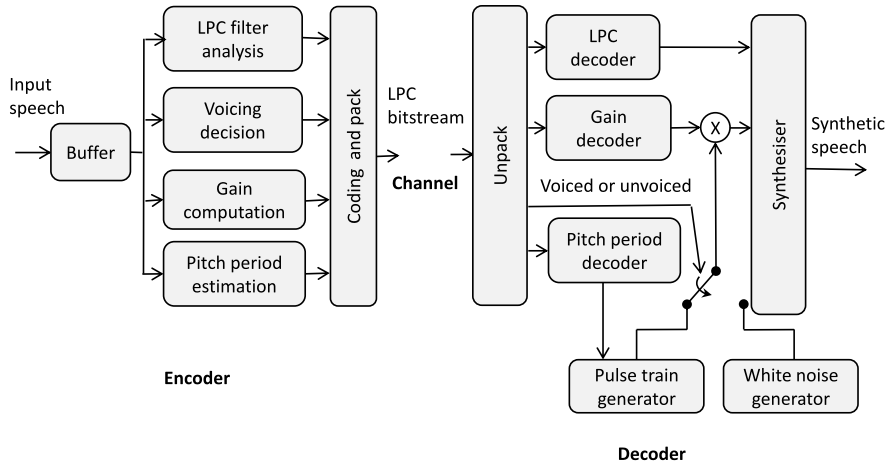 Input
speech
Buffer
LPC filter
analysis
Voicing
decision
Gain
computation
Pitch period
estimation
Coding and pack
LPC
bitstream
Channel
Encoder
Unpack
LPC
decoder
Gain
decoder
X
Voiced or unvoiced
Pitch period
decoder
Pulse train
generator
White noise
generator
Synthesiser
Synthetic
speech
Decoder